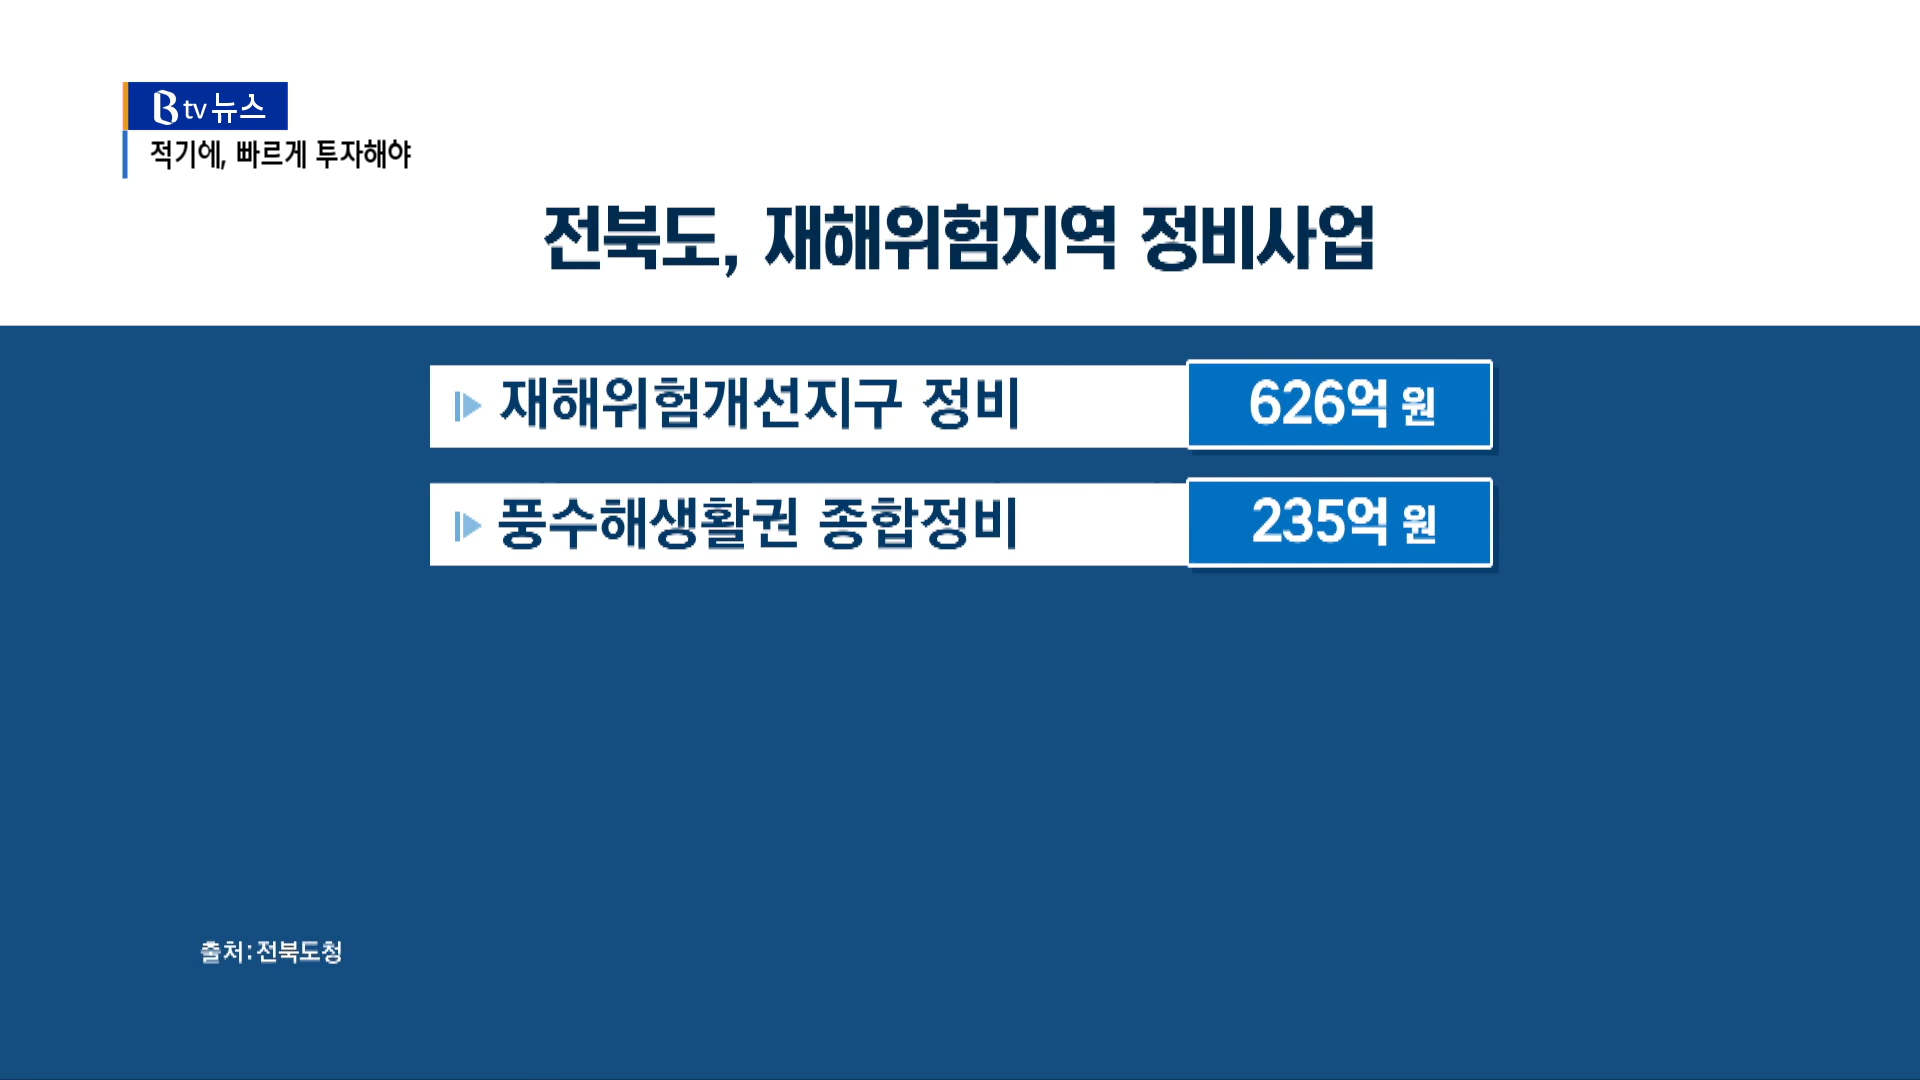 B tv 뉴스
적기에, 빠르게 투자해야
전북도, 재해위험지역 정비사업
재해위험개선지구 정비 626억 원
풍수해생활권 종합정비 235억 원
출처:전북도청